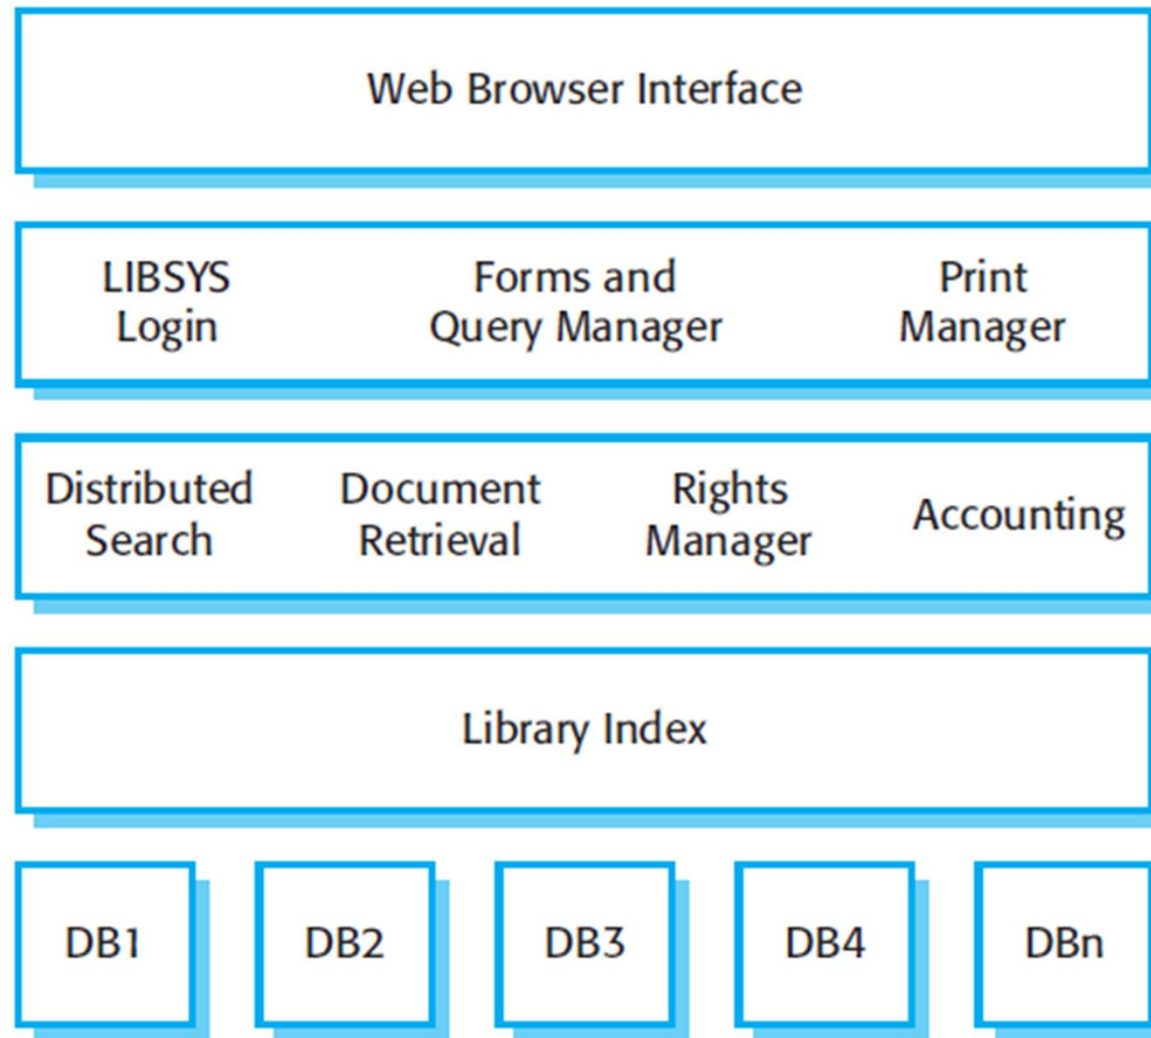 Web Browser Interface
LIBSYS
Login
Forms and
Query Manager
Print
Manager
Distributed
Search
Document
Retrieval
Rights
Manager
Accounting
Library Index
DB1
DB2
DB3
DB4
DBn